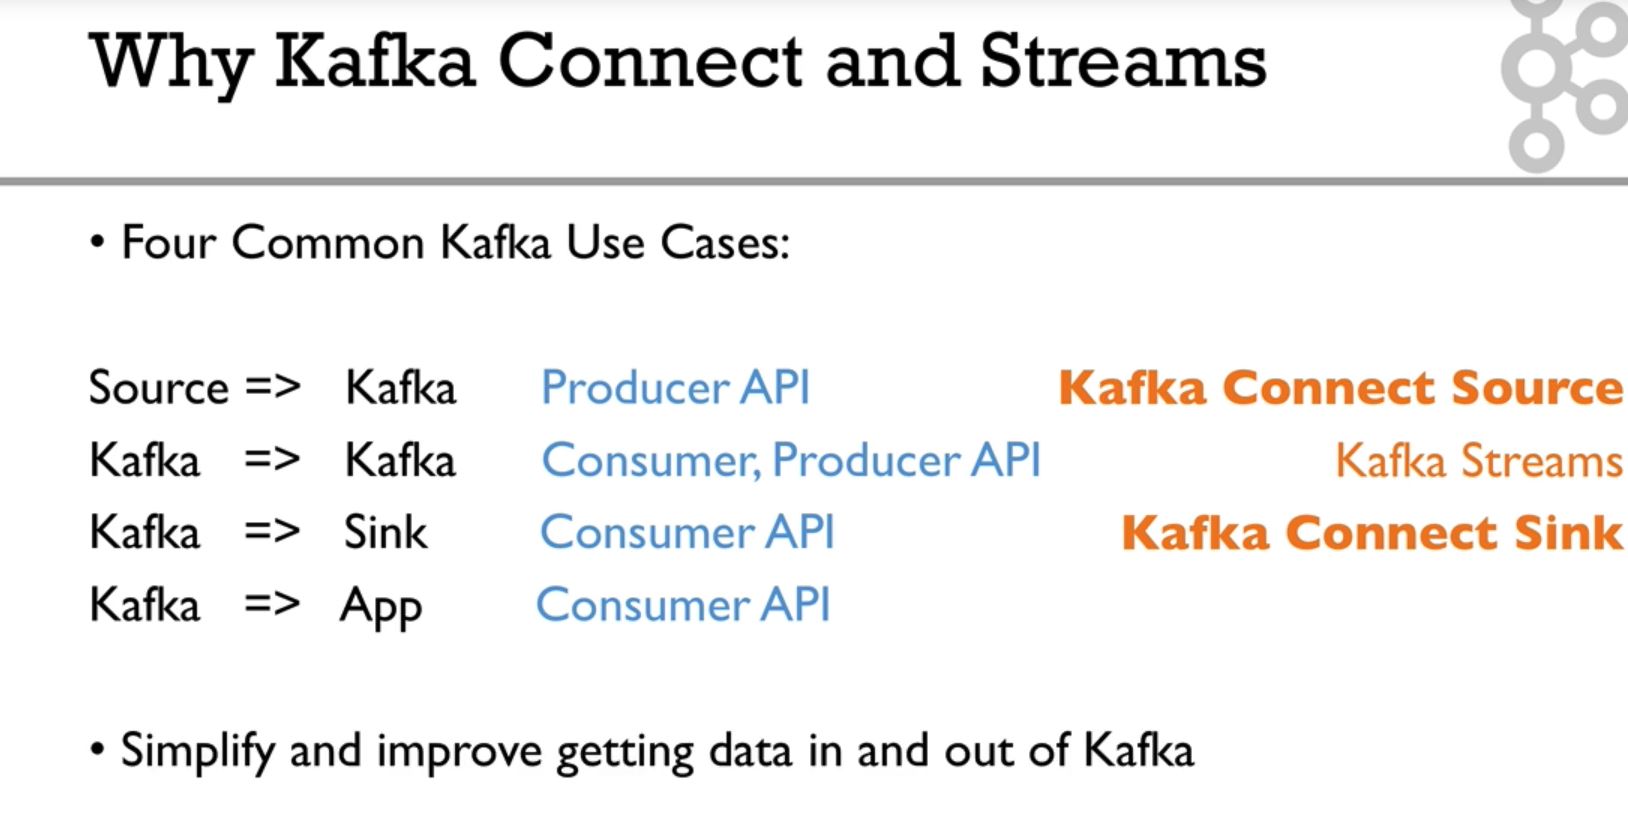 Why Kafka Connect and Streams
• Four Common Kafka Use Cases:
Source => Kafka Producer API Kafka Connect Source
Kafka => Kafka Consumer, Producer API Kafka Streams
Kafka => Sink Consumer API Kafka Connect Sink
Kafka => App Consumer API
• Simplify and improve getting data in and out of Kafka